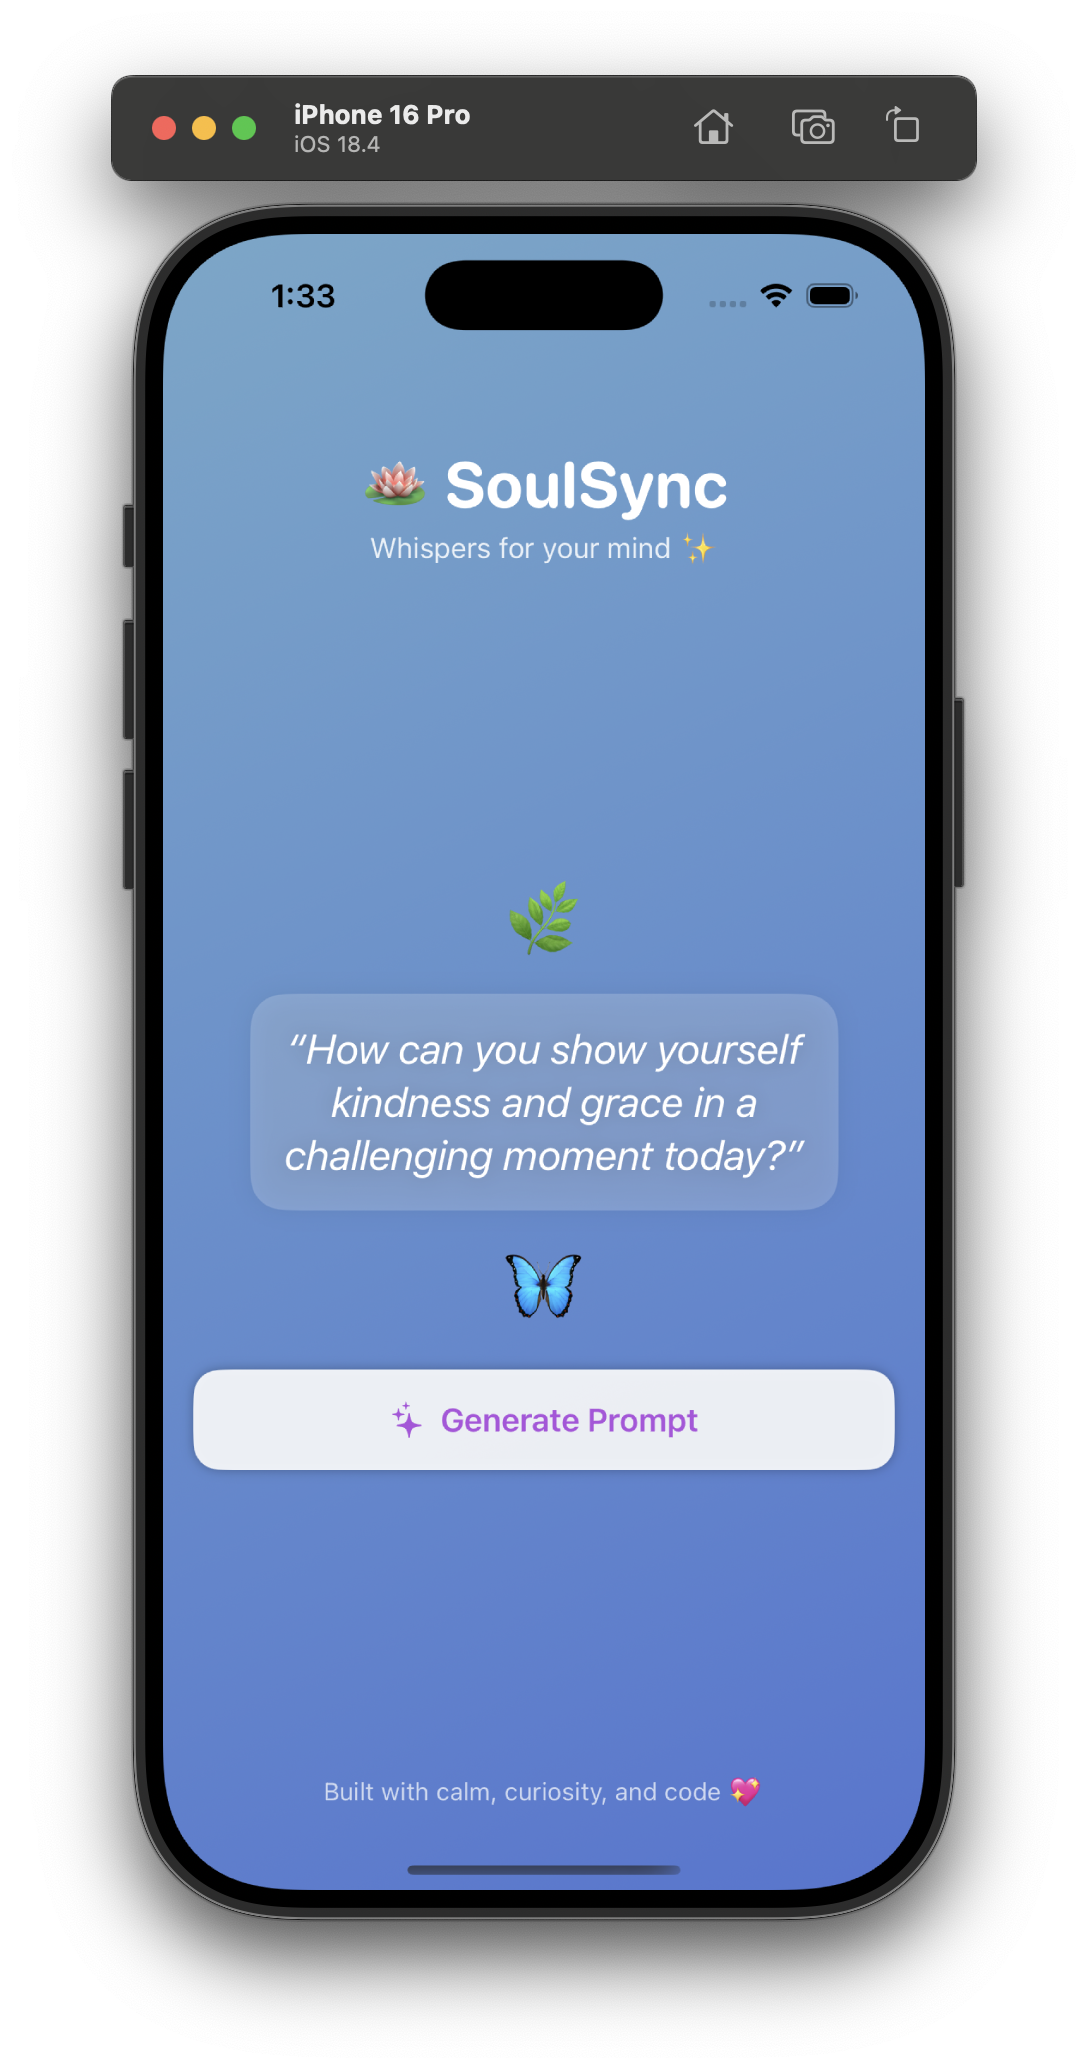 iPhone 16 Pro
iOS 18.4
1:33
SoulSync
Whispers for your mind ✨
“How can you show yourself
kindness and grace in a
challenging moment today?”
Generate Prompt
Built with calm, curiosity, and code 💖